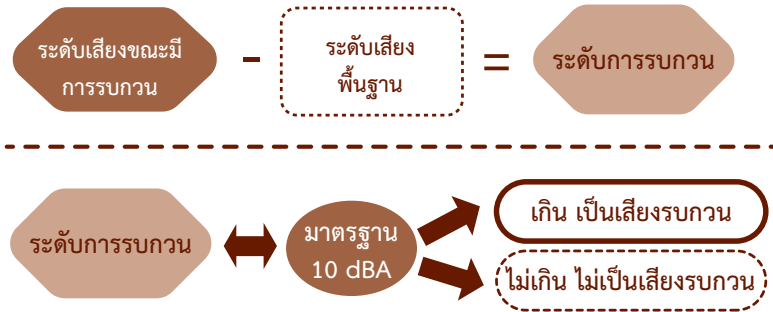 ระดับเสียงขณะมี
การรบกวน
-
ระดับเสียง
พื้นฐาน
=
ระดับการรบกวน
ระดับการรบกวน
มาตรฐาน
10 dBA
เกิน เป็นเสียงรบกวน
ไม่เกิน ไม่เป็นเสียงรบกวน